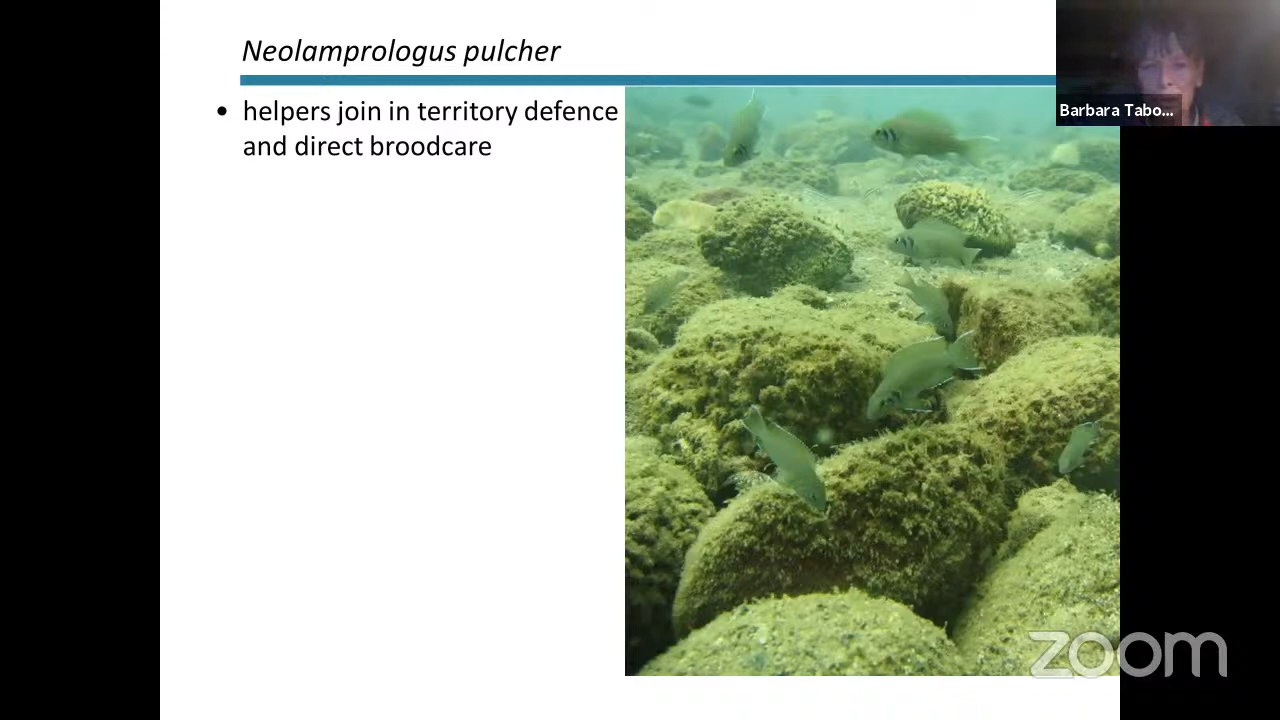 Neolamprologus pulcher
• helpers join in territory defence
and direct broodcare
Barbara Tabo...
zoom